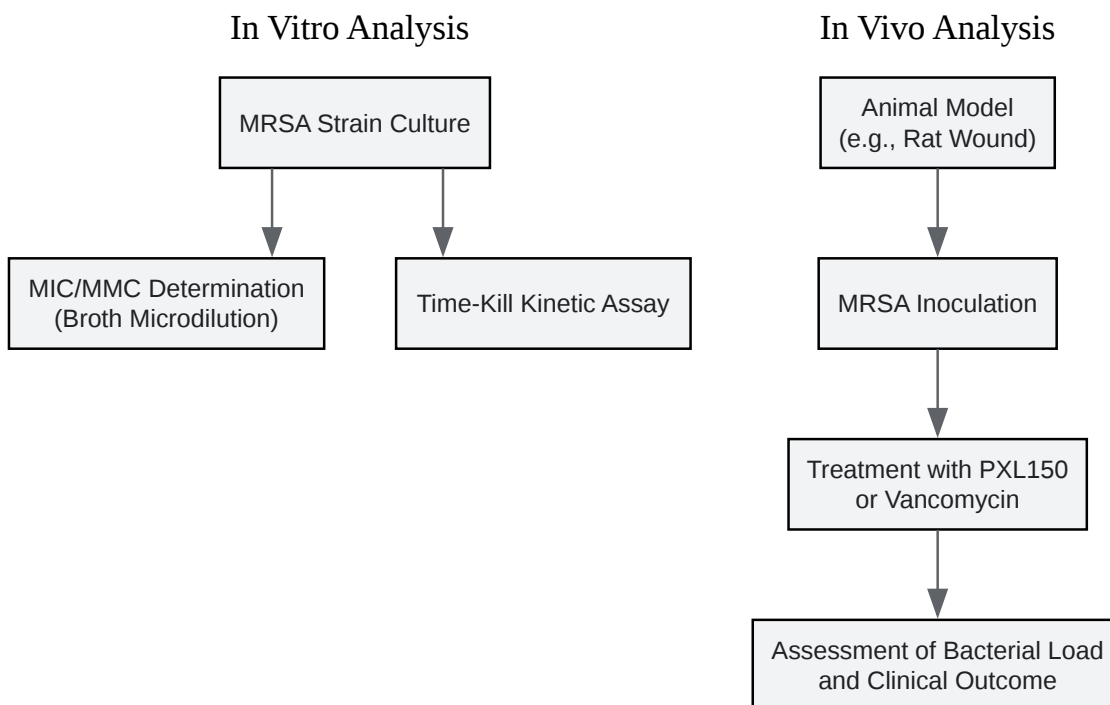 In Vitro Analysis
MRSA Strain Culture
MIC/MMC Determination
(Broth Microdilution)
Time-Kill Kinetic Assay
In Vivo Analysis
Animal Model
(e.g., Rat Wound)
MRSA Inoculation
Treatment with PXL150
or Vancomycin
Assessment of Bacterial Load
and Clinical Outcome